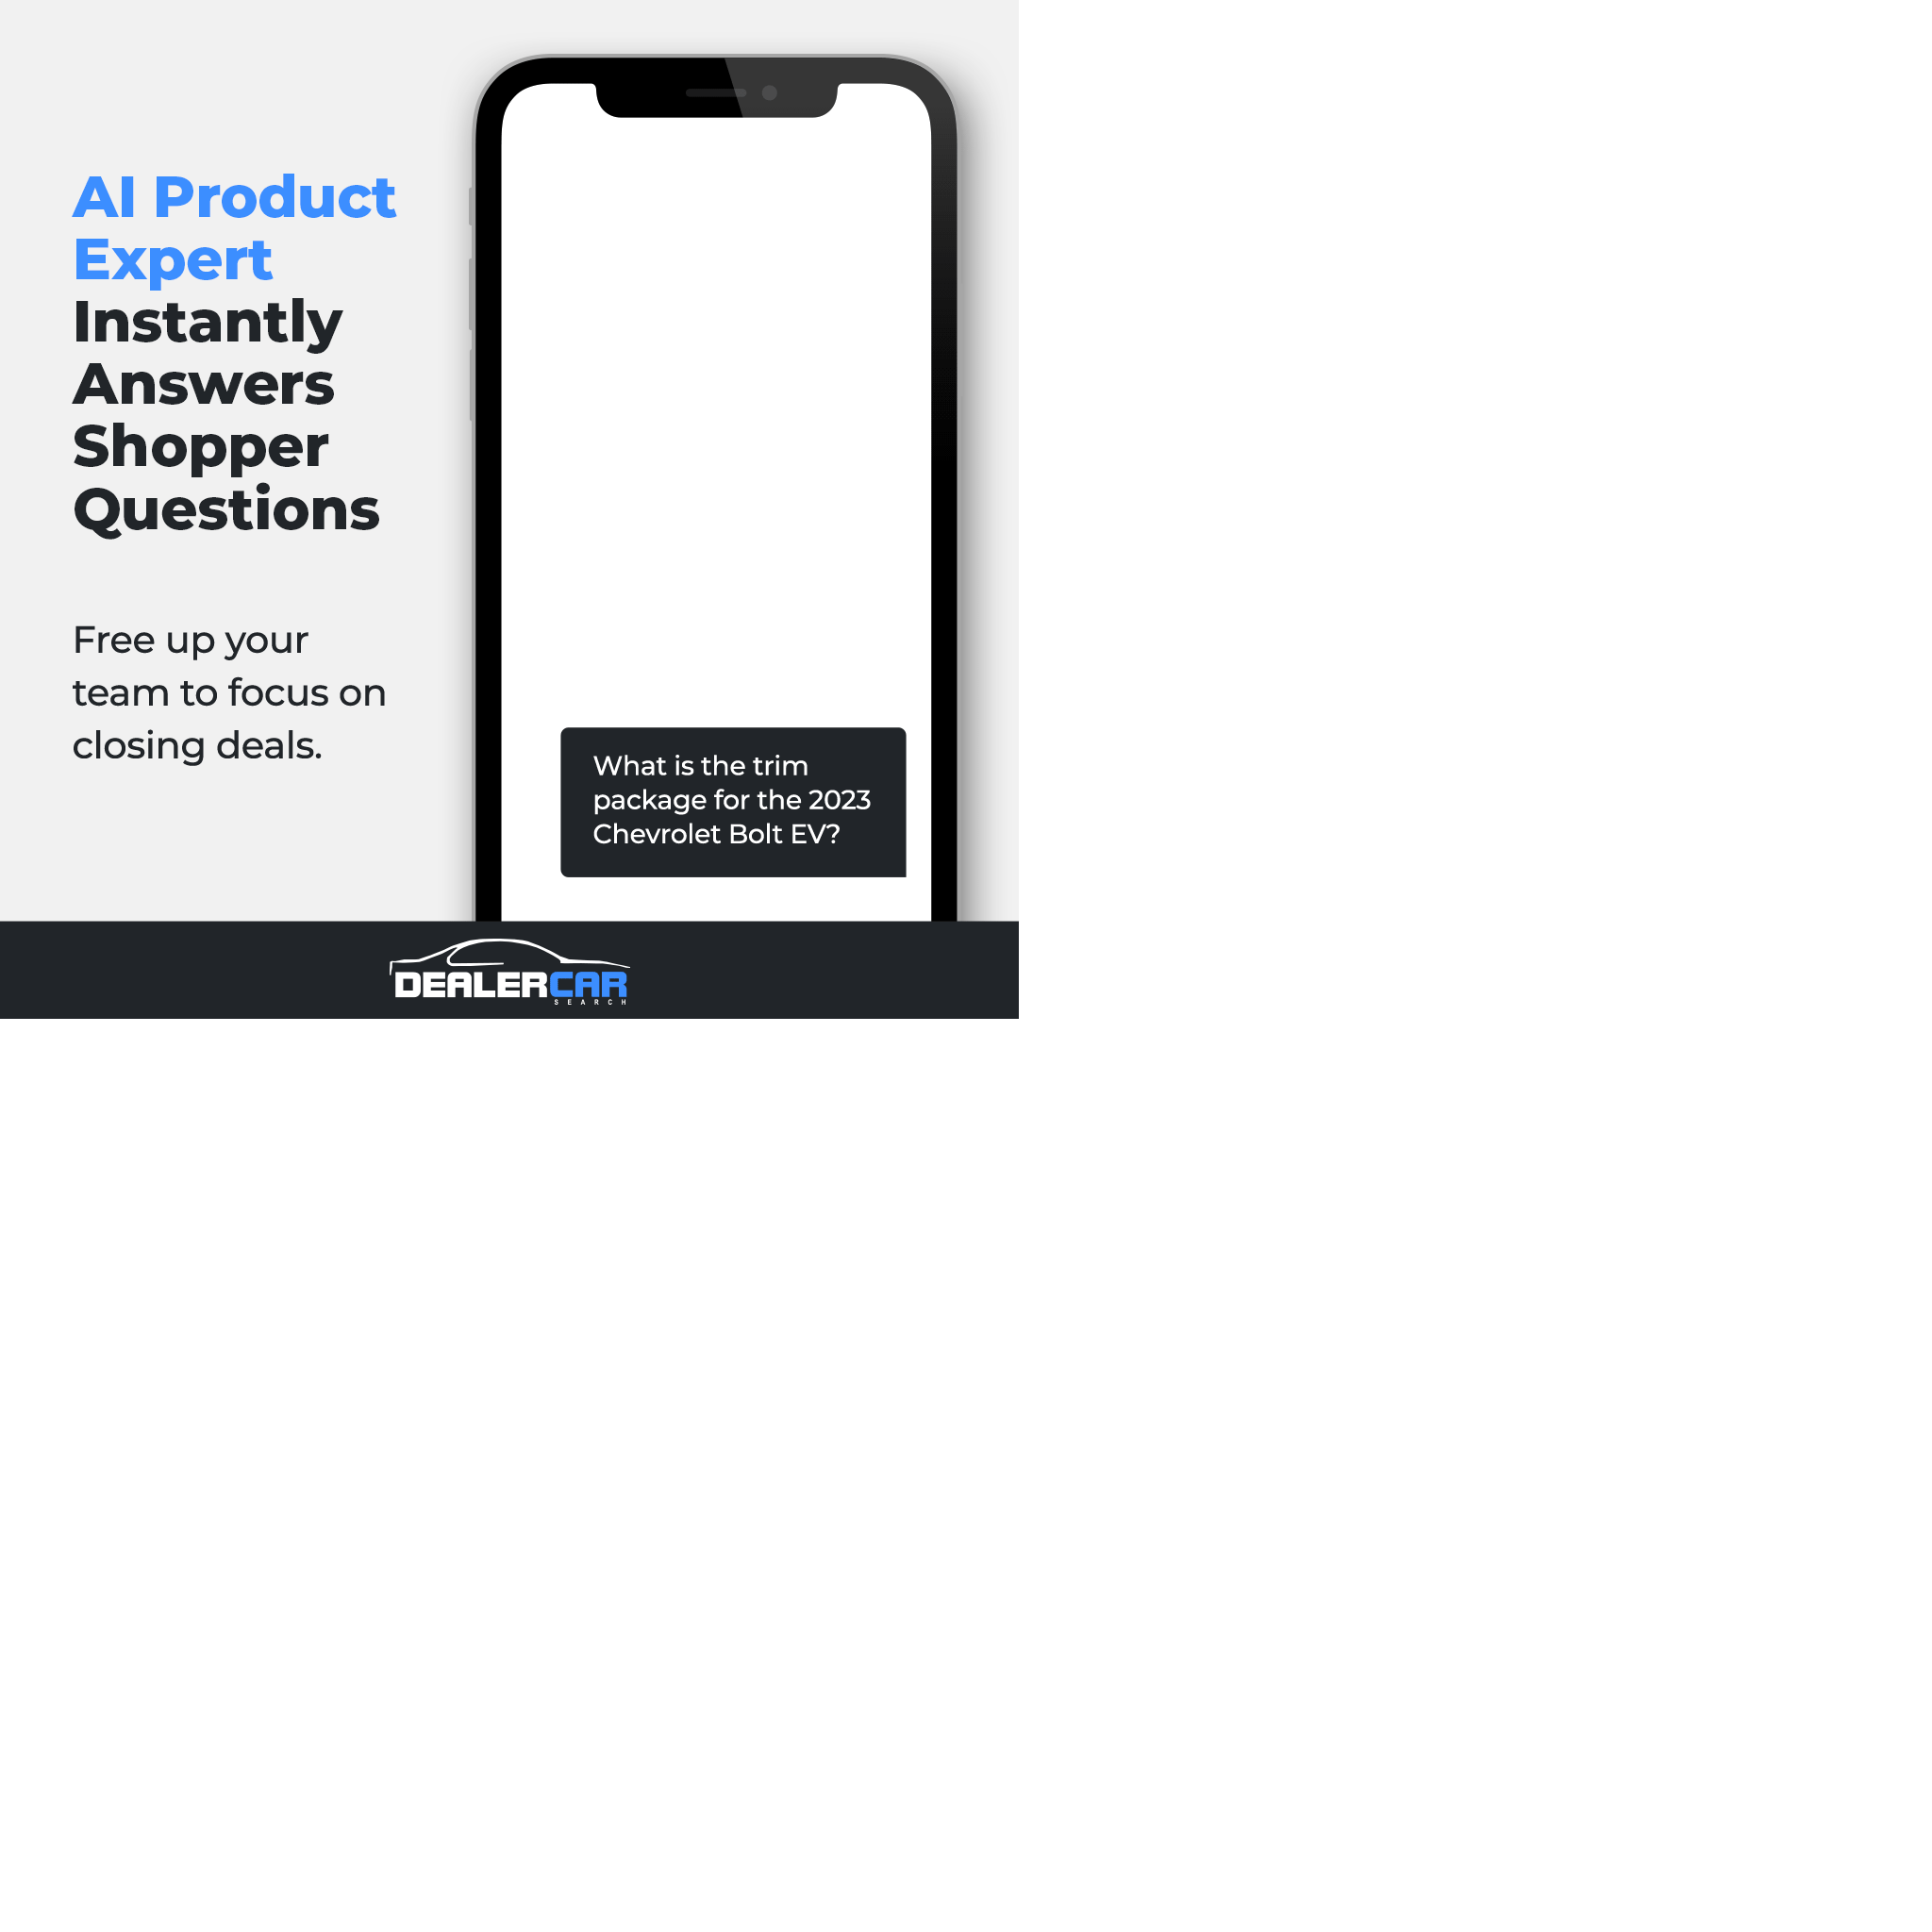 AI Product
Expert
Instantly
Answers
Shopper
Questions
Free up your
team to focus on
closing deals.
What is the trim
package for the 2023
Chevrolet Bolt EV?
DEALERCAR
SEARCH